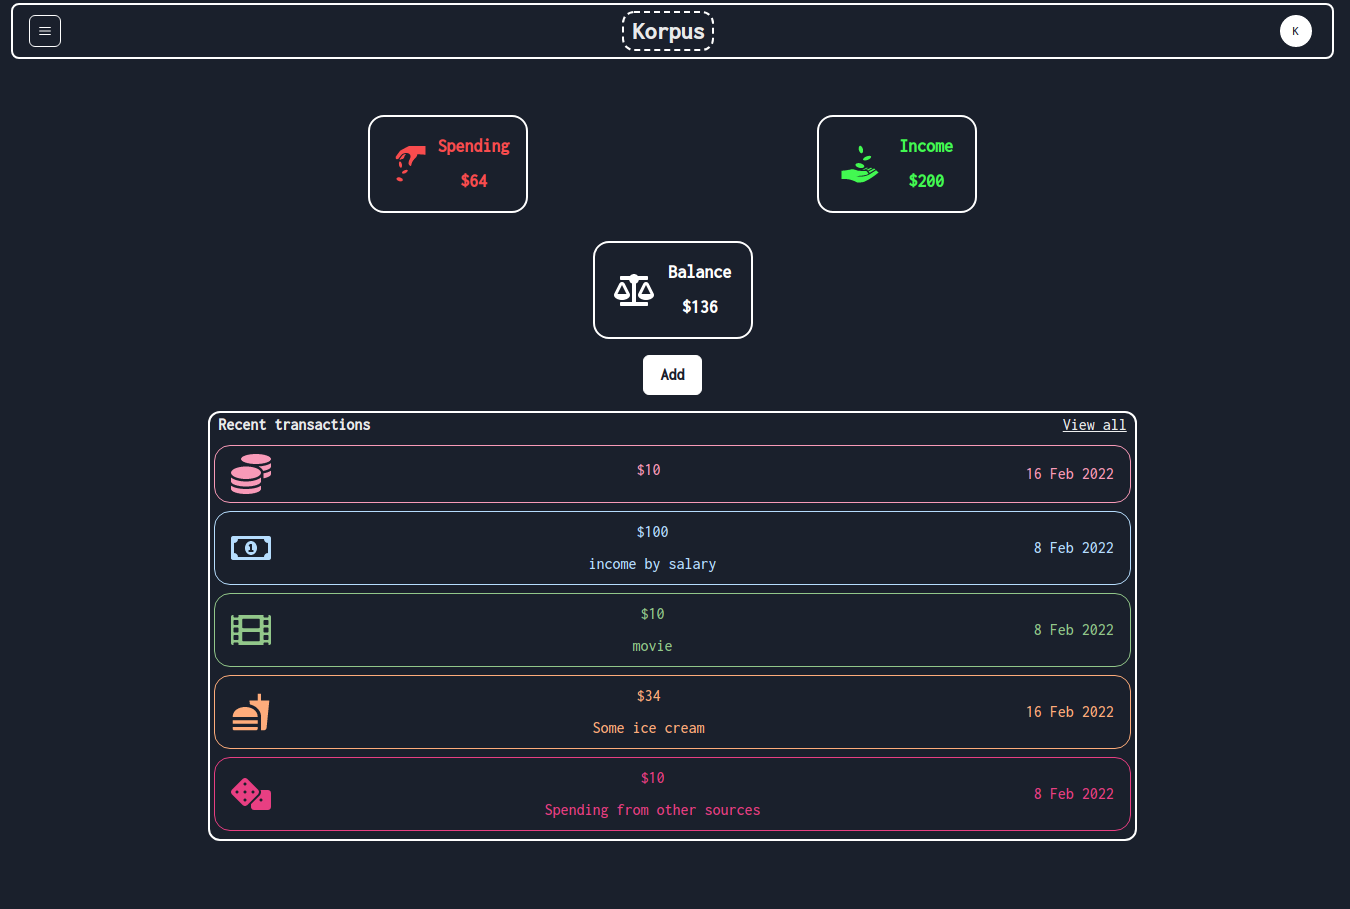 Korpus
K
Spending
$64
Income
$200
Balance
$136
Add
Recent transactions
View all
$10
16 Feb 2022
1
$100
income by salary
8 Feb 2022
$10
movie
8 Feb 2022
$34
Some ice cream
16 Feb 2022
$10
Spending from other sources
8 Feb 2022